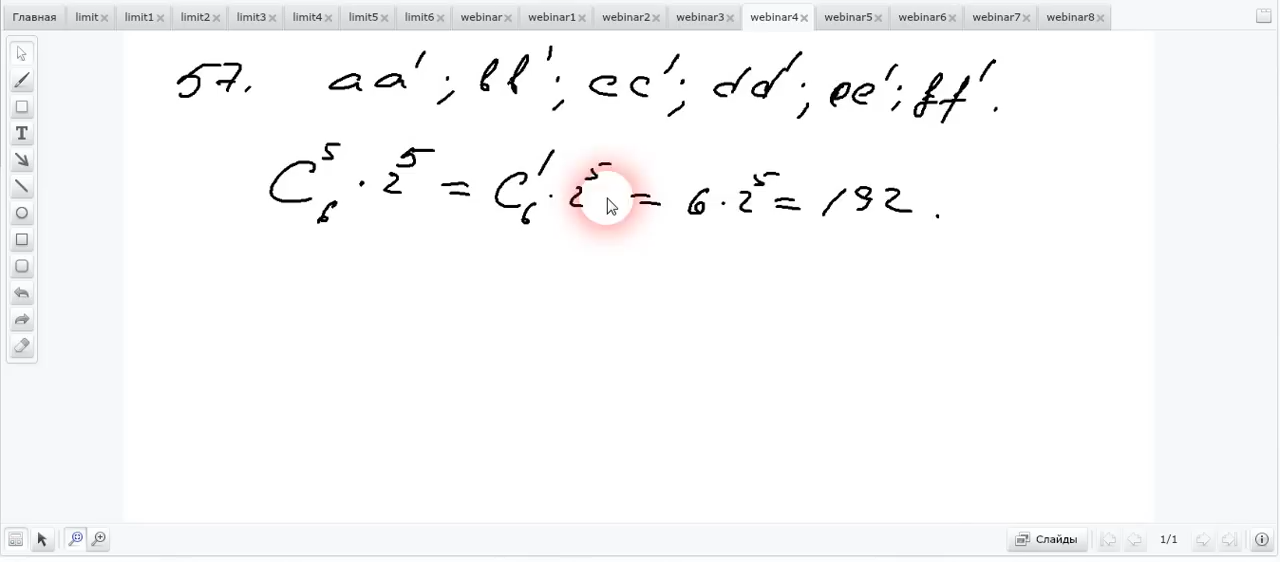 Главная limit limit1 limit2 limit3 limit4 limit5 limit6 webinar webinar1 webinar2 webinar3 webinar4 webinar5 webinar6 webinar7 webinar8
57. aa'; bb'; cc'; dd'; ee'; ff'.
C₆⁵ · 2⁵ = C₆¹ · 2⁵ = 6 · 2⁵ = 192.
T
Слайды 1/1